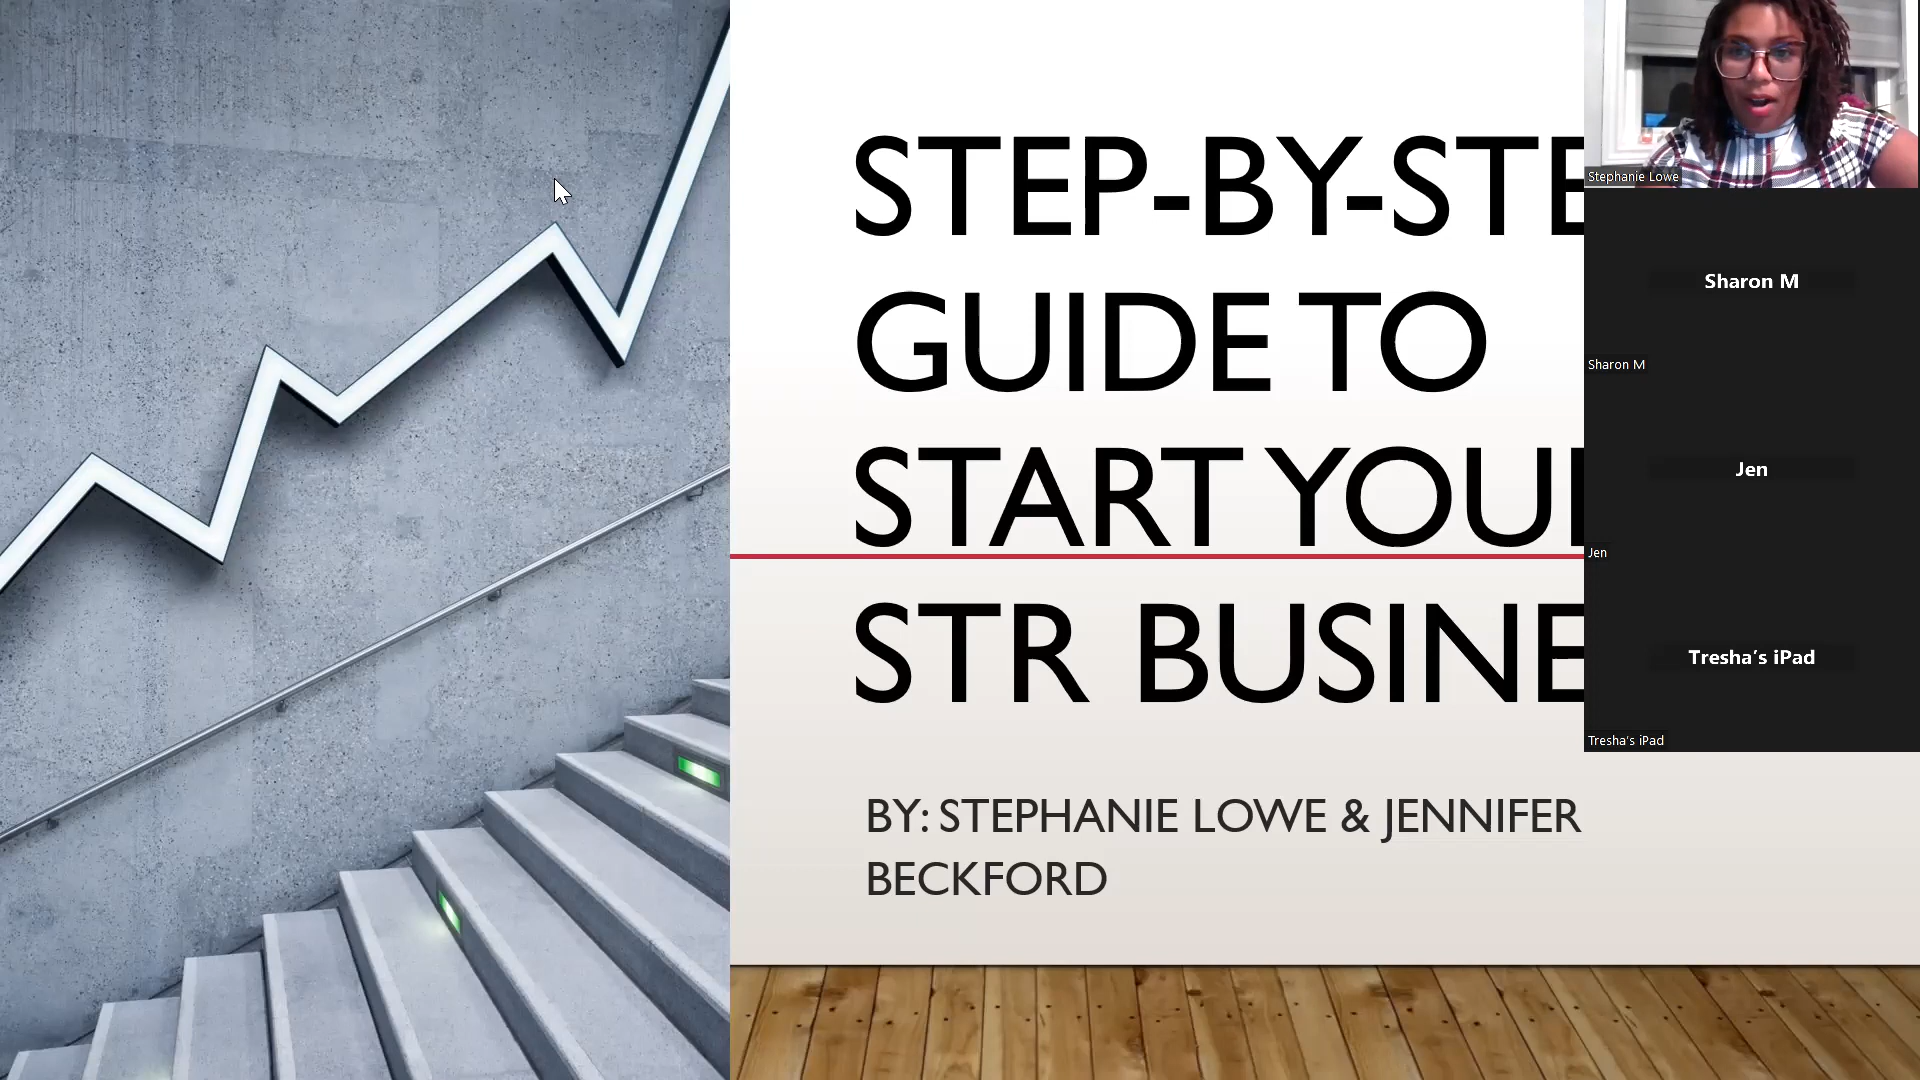 STEP-BY-STE
GUIDE TO
START YOU
STR BUSINE
BY: STEPHANIE LOWE & JENNIFER
BECKFORD
Stephanie Lowe
Sharon M
Sharon M
Jen
Jen
Tresha's iPad
Tresha's iPad